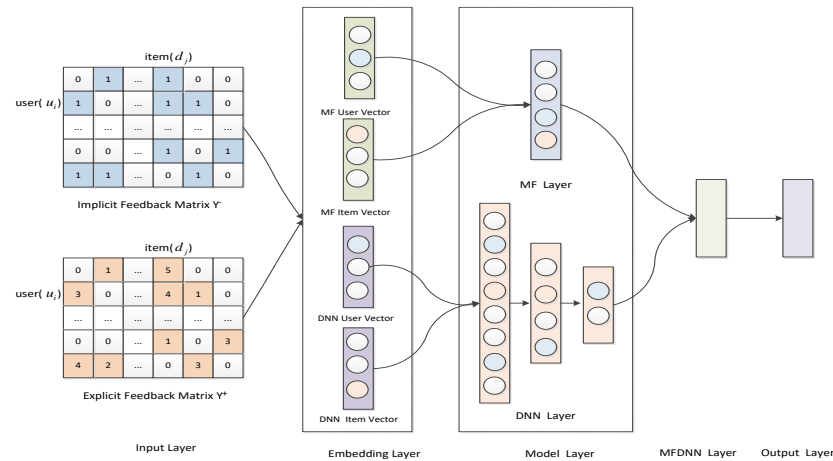 item( d j )
0 1 ... 1 0 0
user( u i ) 1 0 ... 1 1 0
... ... ... ... ... ...
0 0 ... 1 0 1
1 1 ... 0 1 0
Implicit Feedback Matrix Y-
item( d j )
0 1 ... 5 0 0
user( u i ) 3 0 ... 4 1 0
... ... ... ... ... ...
0 0 ... 1 0 3
4 2 ... 0 3 0
Explicit Feedback Matrix Y+
Input Layer
MF User Vector
MF Item Vector
DNN User Vector
DNN Item Vector
Embedding Layer
MF Layer
DNN Layer
Model Layer
MFDNN Layer
Output Layer